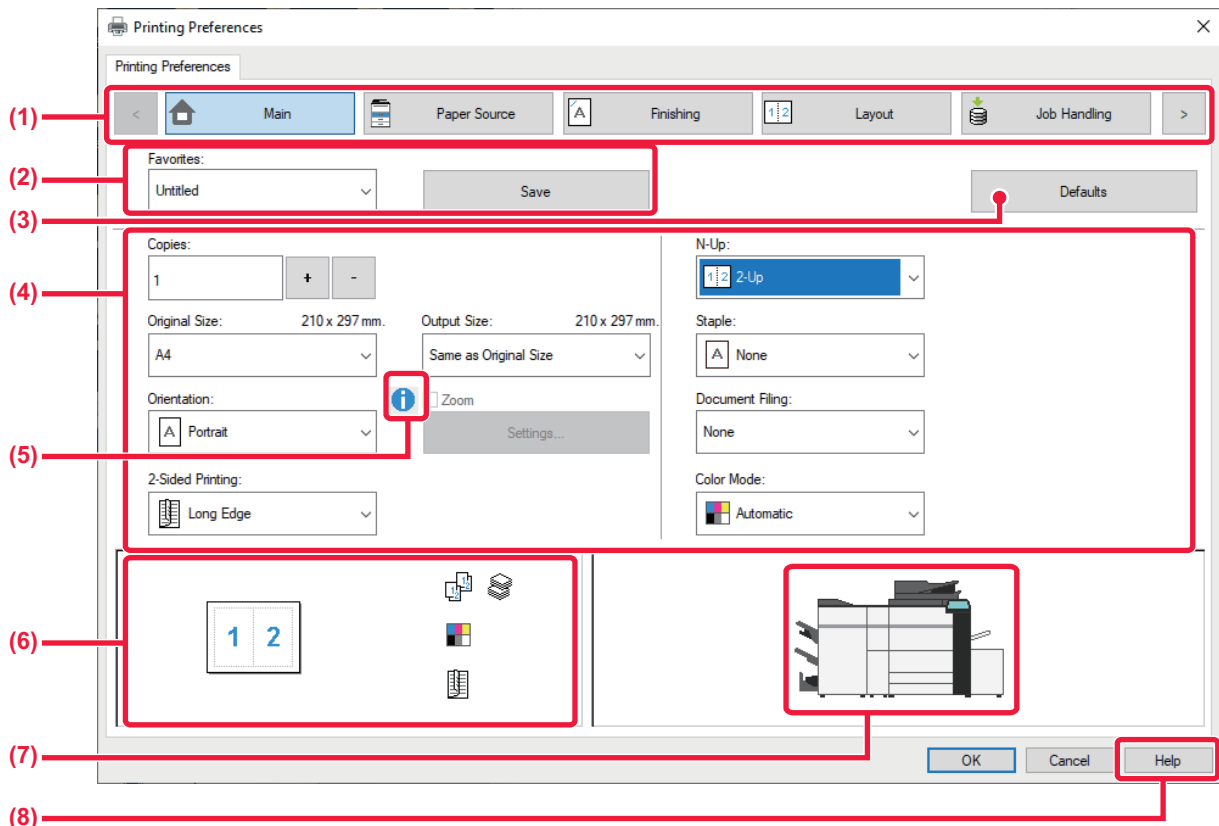 Printing Preferences
Printing Preferences
(1)
< Main Paper Source Finishing Layout Job Handling >
(2)
Favorites:
Untitled Save Defaults
(3)
Copies: N-Up:
1 + - 2-Up
(4)
Original Size: 210 x 297 mm. Output Size: 210 x 297 mm. Staple:
A4 Same as Original Size None
Orientation: Zoom Document Filing:
Portrait Settings... None
(5)
2-Sided Printing: Color Mode:
Long Edge Automatic
(6)
1 2
(7)
OK Cancel Help
(8)